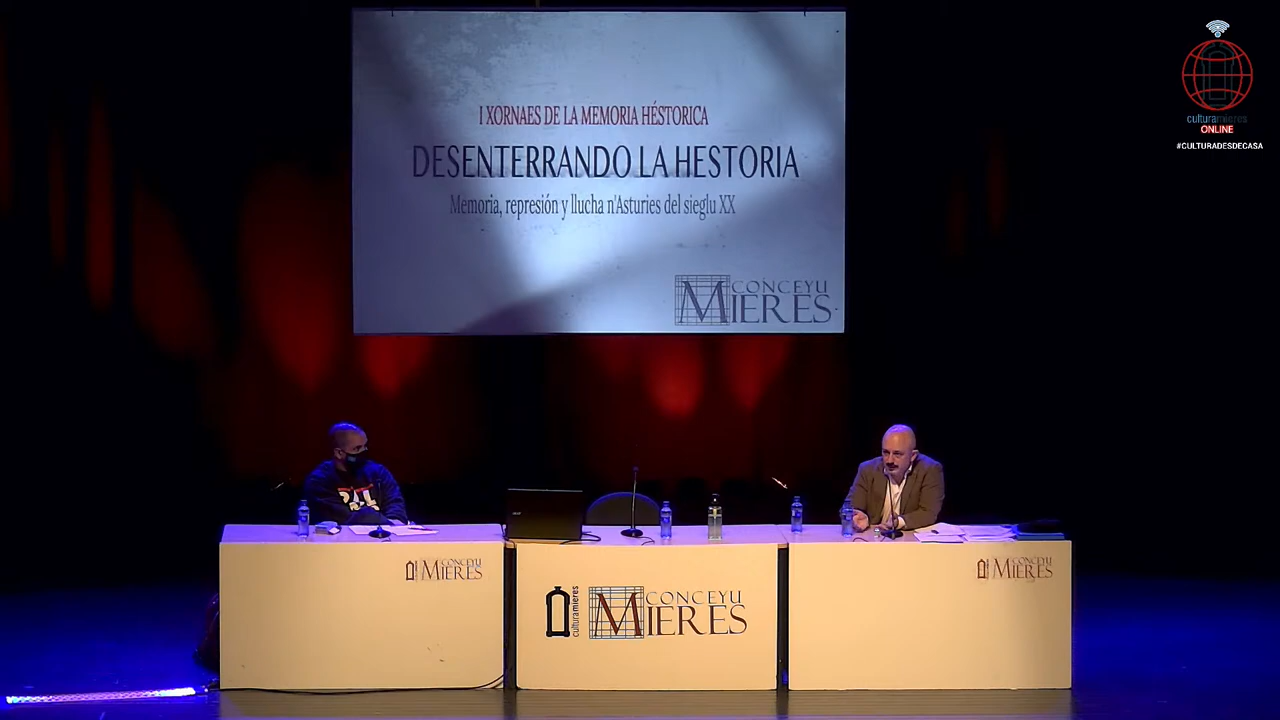 I XORNAES DE LA MEMORIA HÉSTORICA
DESENTERRANDO LA HESTORIA
Memoria, represión y llucha n'Asturies del sieglu XX
CONCEYU
MIERES
culturamieres
ONLINE
#CULTURADESDECASA
CONCEYU
MIERES
culturamieres
CONCEYU
MIERES
CONCEYU
MIERES